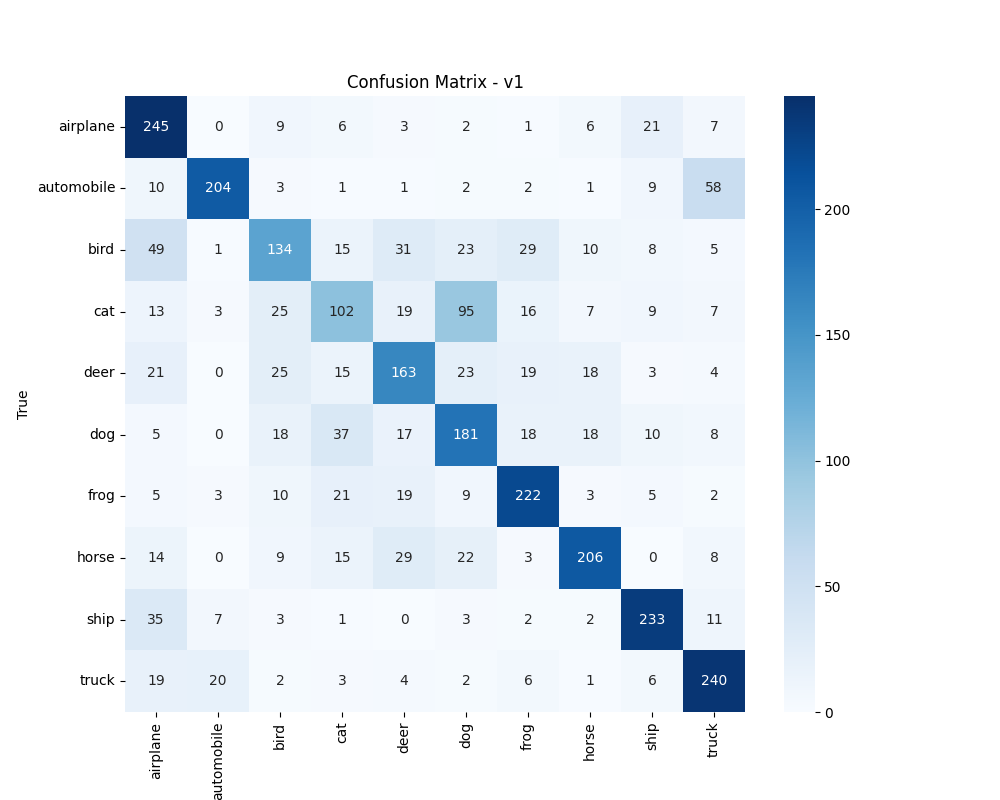 Confusion Matrix - v1
airplane 245 0 9 6 3 2 1 6 21 7
automobile 10 204 3 1 1 2 2 1 9 58
bird 49 1 134 15 31 23 29 10 8 5
cat 13 3 25 102 19 95 16 7 9 7
deer 21 0 25 15 163 23 19 18 3 4
dog 5 0 18 37 17 181 18 18 10 8
frog 5 3 10 21 19 9 222 3 5 2
horse 14 0 9 15 29 22 3 206 0 8
ship 35 7 3 1 0 3 2 2 233 11
truck 19 20 2 3 4 2 6 1 6 240
True
airplane automobile bird cat deer dog frog horse ship truck
200
150
100
50
0